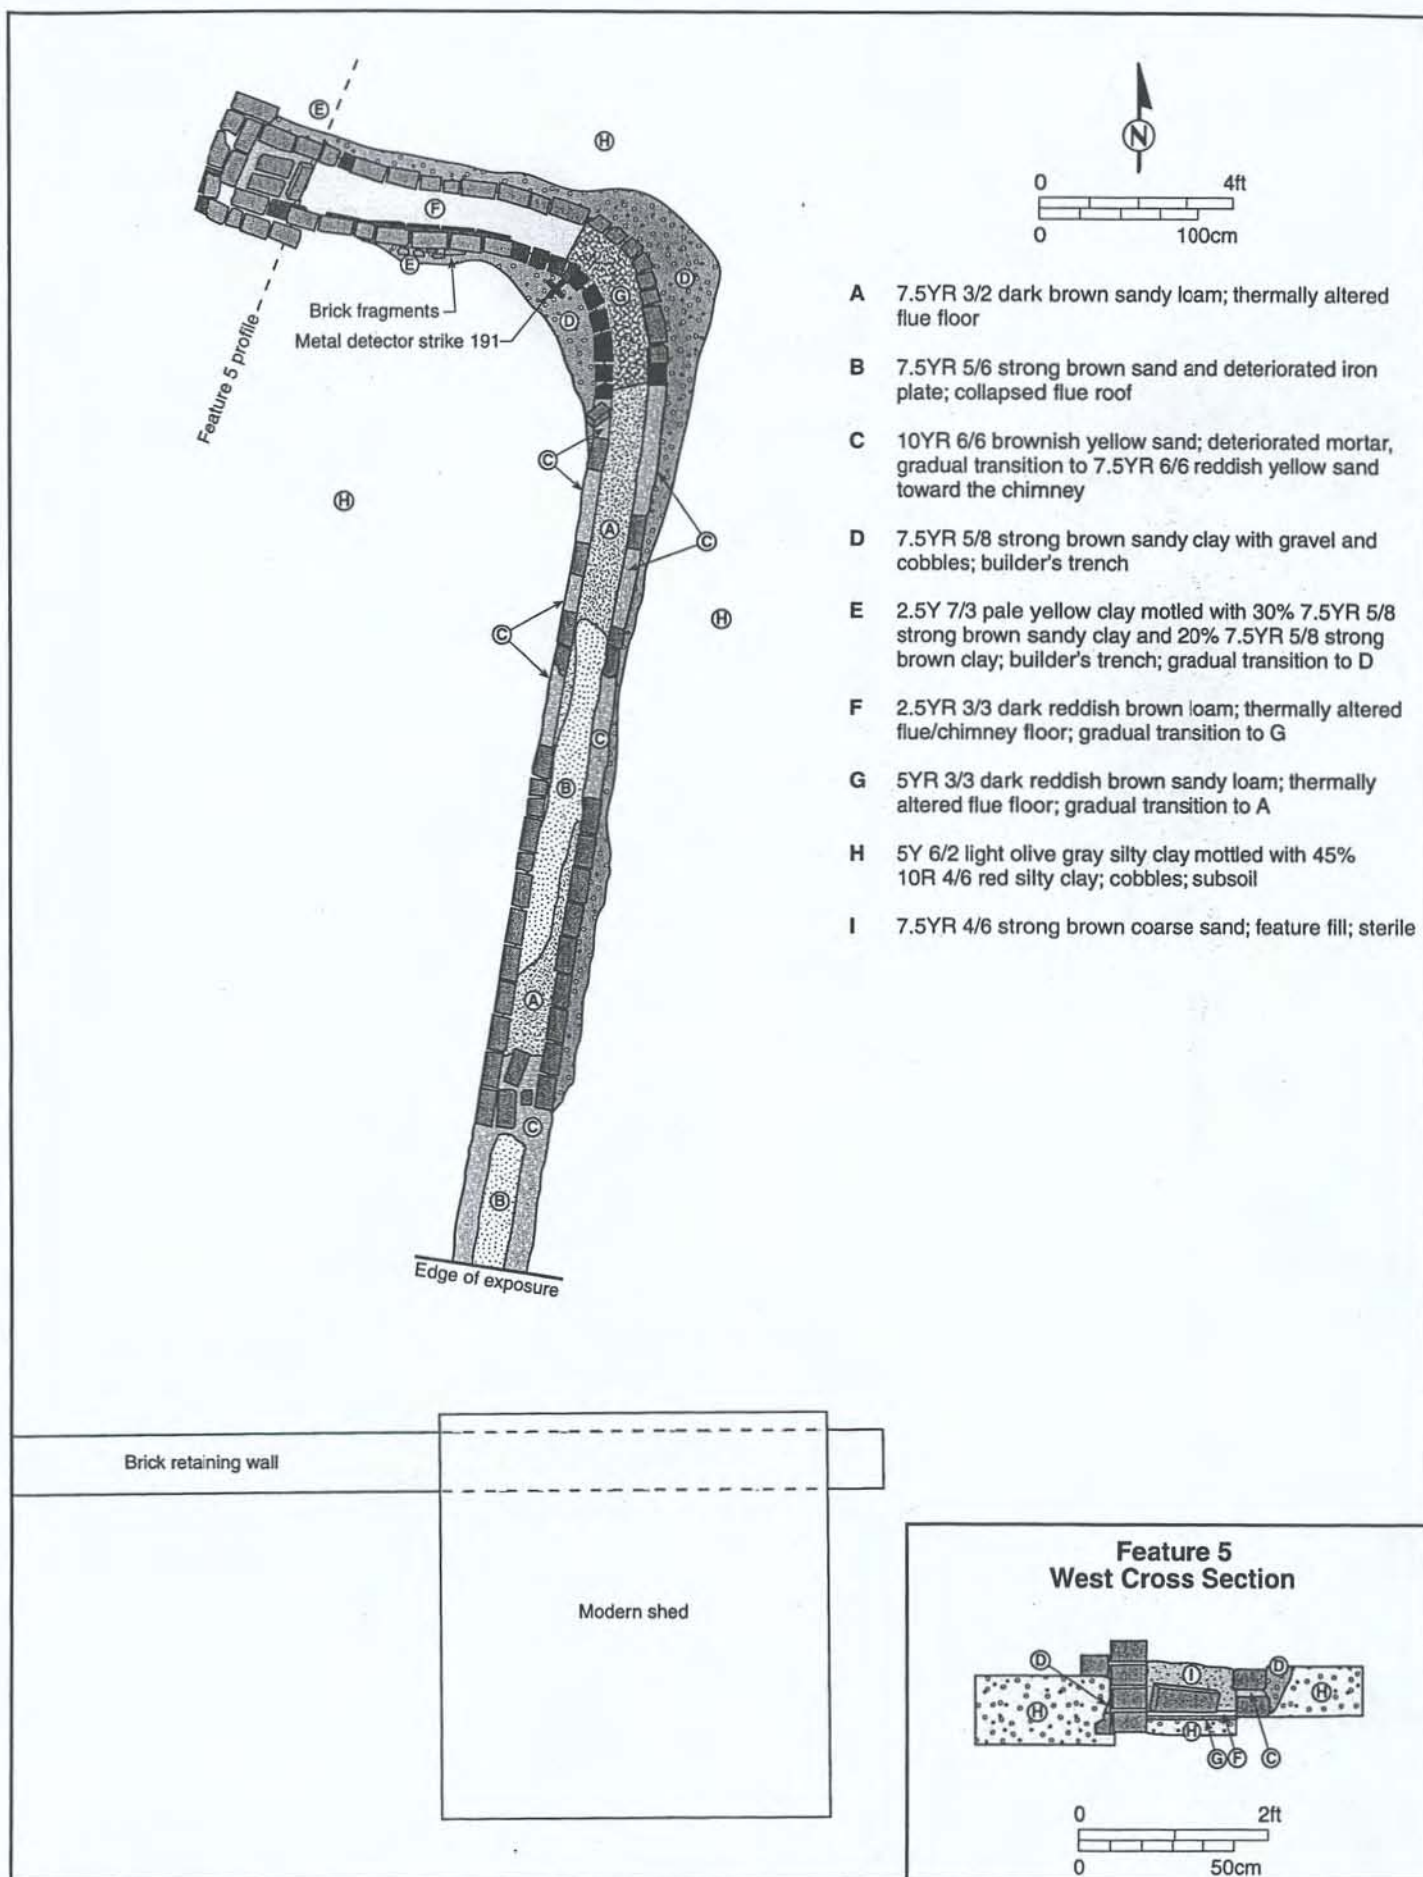 E
H
N
0 4ft
0 100cm
F
E
D
G
D
Brick fragments
Metal detector strike 191
Feature 5 profile
C
H
A
C
H
C
C
B
A
C
B
Edge of exposure
A 7.5YR 3/2 dark brown sandy loam; thermally altered
flue floor
B 7.5YR 5/6 strong brown sand and deteriorated iron
plate; collapsed flue roof
C 10YR 6/6 brownish yellow sand; deteriorated mortar,
gradual transition to 7.5YR 6/6 reddish yellow sand
toward the chimney
D 7.5YR 5/8 strong brown sandy clay with gravel and
cobbles; builder's trench
E 2.5Y 7/3 pale yellow clay motled with 30% 7.5YR 5/8
strong brown sandy clay and 20% 7.5YR 5/8 strong
brown clay; builder's trench; gradual transition to D
F 2.5YR 3/3 dark reddish brown loam; thermally altered
flue/chimney floor; gradual transition to G
G 5YR 3/3 dark reddish brown sandy loam; thermally
altered flue floor; gradual transition to A
H 5Y 6/2 light olive gray silty clay mottled with 45%
10R 4/6 red silty clay; cobbles; subsoil
I 7.5YR 4/6 strong brown coarse sand; feature fill; sterile
Brick retaining wall
Modern shed
Feature 5
West Cross Section
D
I
D
H
H
H
G F C
0 2ft
0 50cm